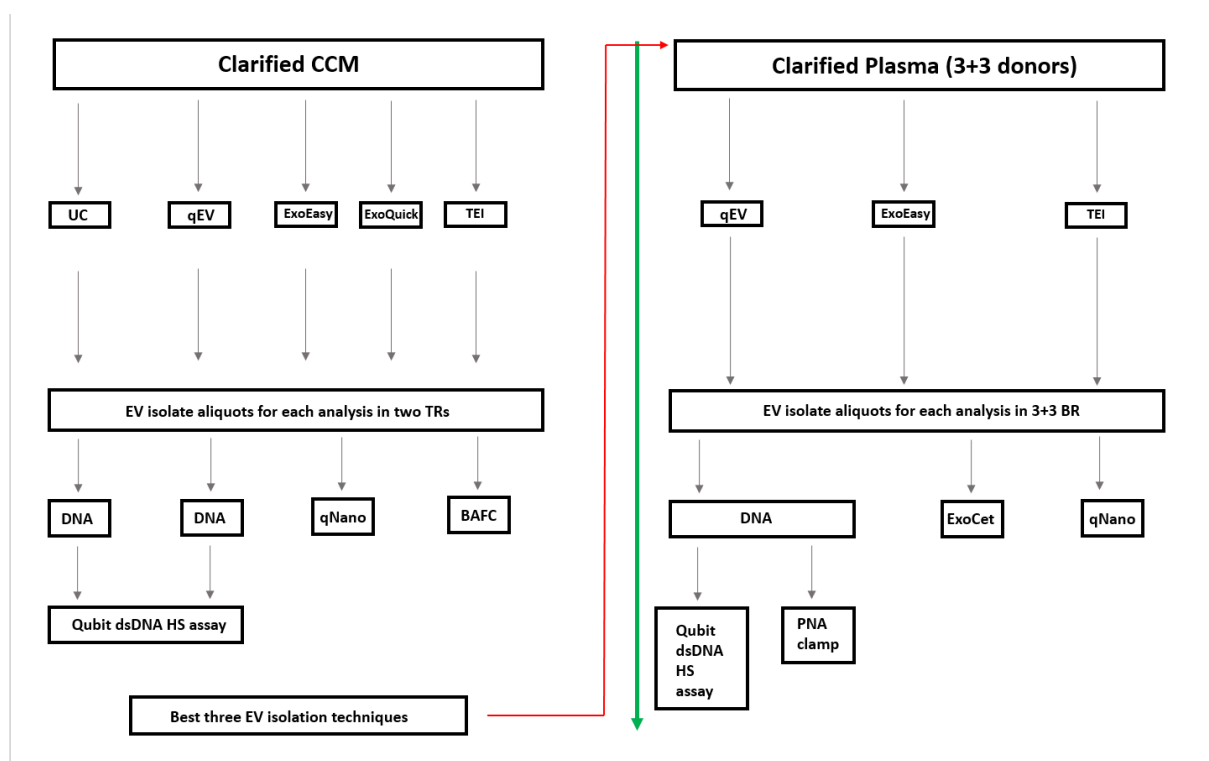 Clarified CCM
UC
qEV
ExoEasy
ExoQuick
TEI
EV isolate aliquots for each analysis in two TRs
DNA
DNA
qNano
BAFC
Qubit dsDNA HS assay
Best three EV isolation techniques
Clarified Plasma (3+3 donors)
qEV
ExoEasy
TEI
EV isolate aliquots for each analysis in 3+3 BR
DNA
ExoCet
qNano
Qubit
dsDNA
HS
assay
PNA
clamp